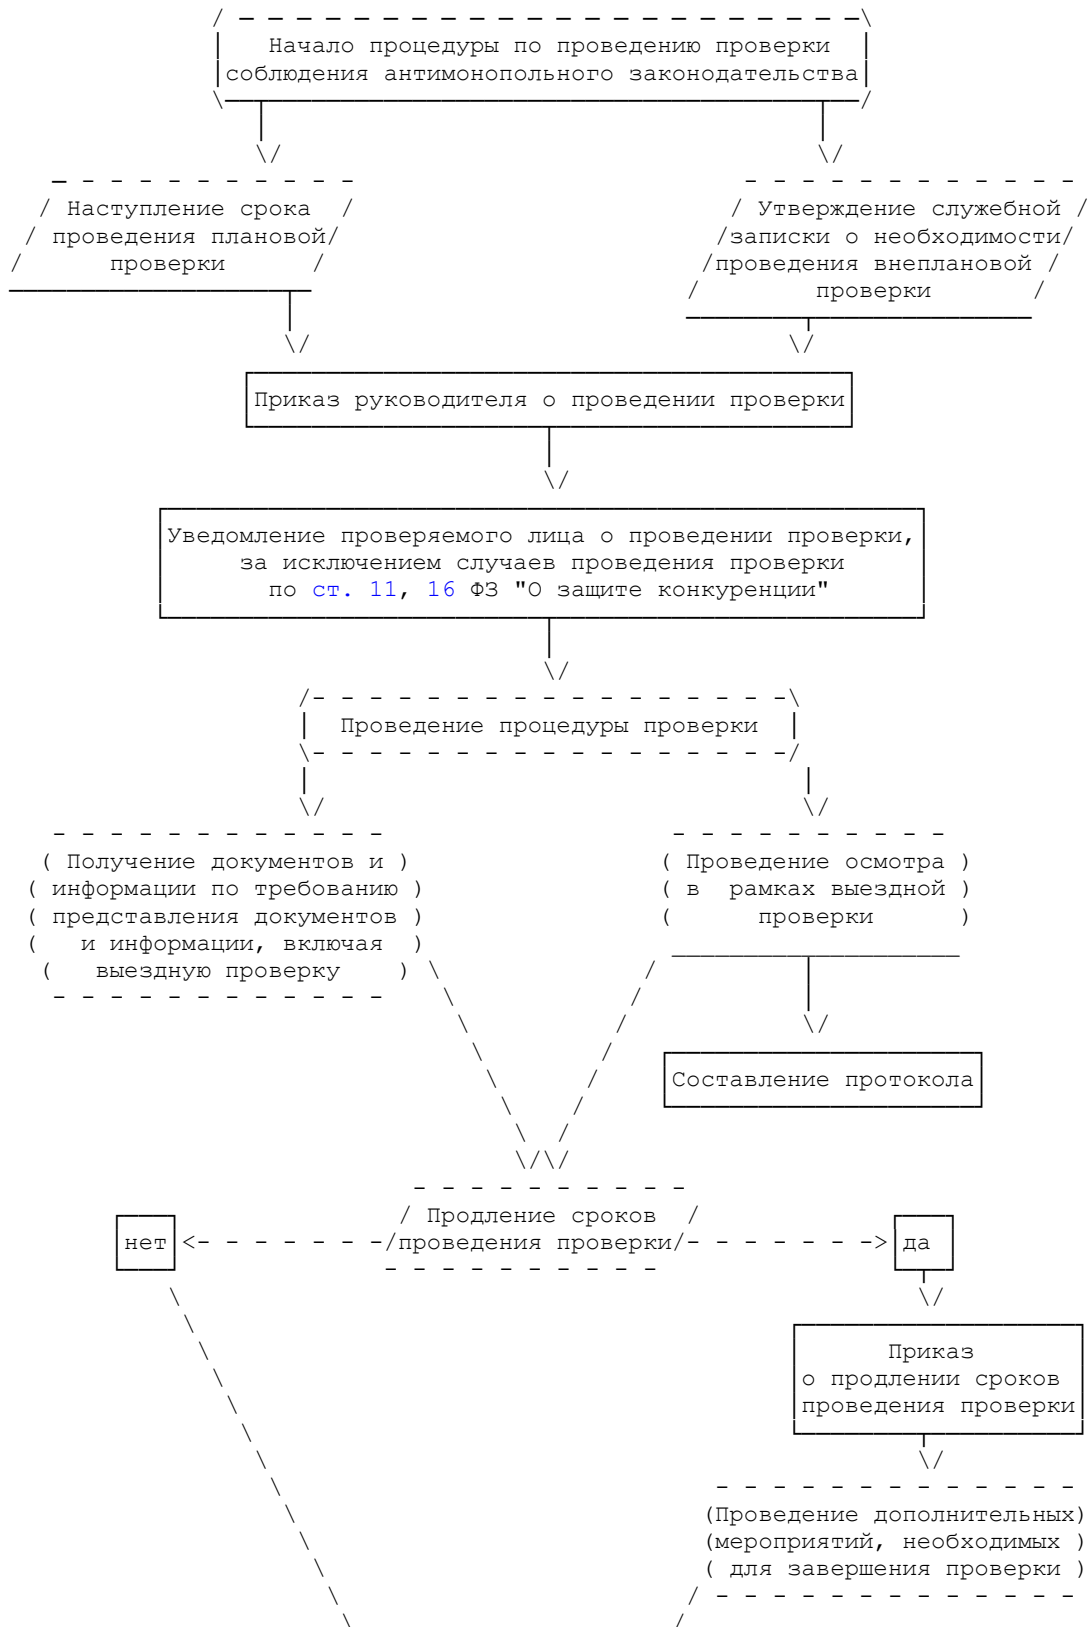 Начало процедуры по проведению проверки
соблюдения антимонопольного законодательства
Наступление срока
проведения плановой
проверки
Утверждение служебной
записки о необходимости
проведения внеплановой
проверки
Приказ руководителя о проведении проверки
Уведомление проверяемого лица о проведении проверки,
за исключением случаев проведения проверки
по ст. 11, 16 ФЗ "О защите конкуренции"
Проведение процедуры проверки
Получение документов и
информации по требованию
представления документов
и информации, включая
выездную проверку
Проведение осмотра
в рамках выездной
проверки
Составление протокола
Продление сроков
проведения проверки
нет
да
Приказ
о продлении сроков
проведения проверки
(Проведение дополнительных)
(мероприятий, необходимых )
( для завершения проверки )